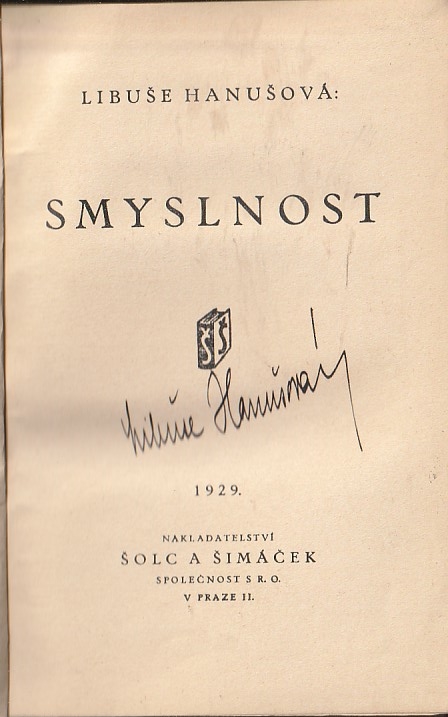 LIBUŠE HANUŠOVÁ:
SMYSLNOST
Š Š
Libuše Hanušová
1929.
NAKLADATELSTVÍ
ŠOLC A ŠIMÁČEK
SPOLEČNOST S R. O.
V PRAZE II.